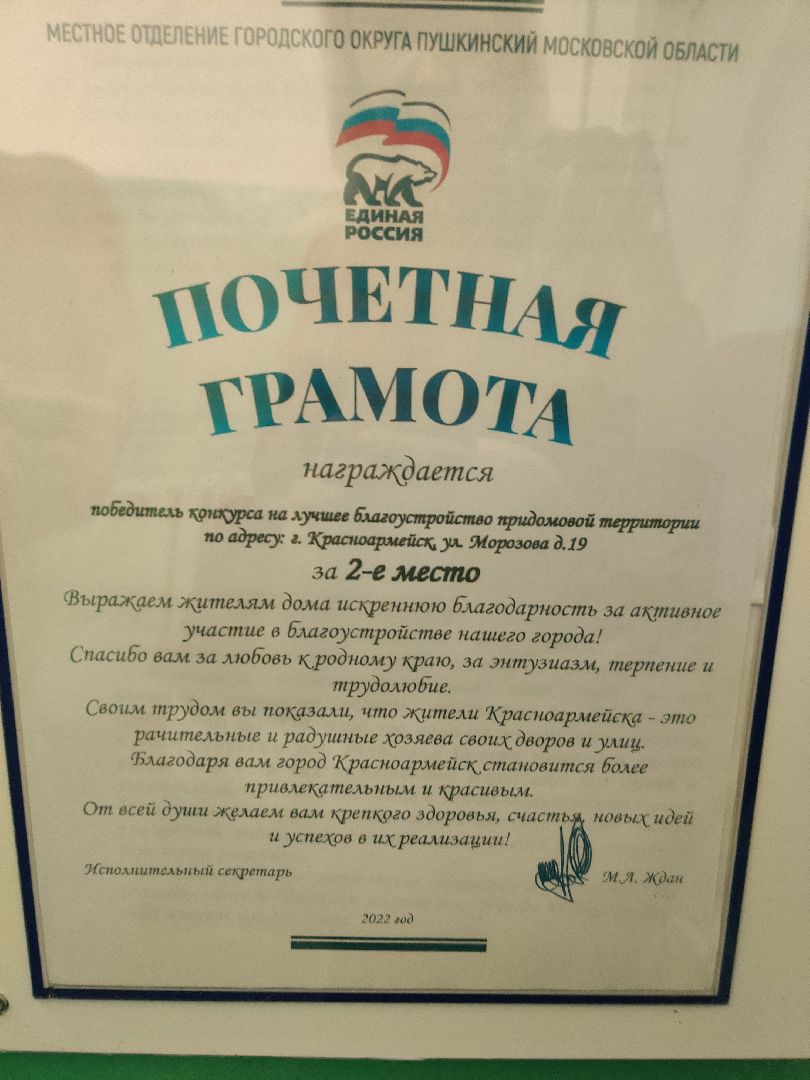 МЕСТНОЕ ОТДЕЛЕНИЕ ГОРОДСКОГО ОКРУГА ПУШКИНСКИЙ МОСКОВСКОЙ ОБЛАСТИ
ЕДИНАЯ
РОССИЯ
ПОЧЕТНАЯ
ГРАМОТА
награждается
победитель конкурса на лучшее благоустройство придомовой территории
по адресу: г. Красноармейск, ул. Морозова д.19
за 2-е место
Выражаем жителям дома искреннюю благодарность за активное
участие в благоустройстве нашего города!
Спасибо вам за любовь к родному краю, за энтузиазм, терпение и
трудолюбие.
Своим трудом вы показали, что жители Красноармейска - это
рачительные и радушные хозяева своих дворов и улиц.
Благодаря вам город Красноармейск становится более
привлекательным и красивым.
От всей души желаем вам крепкого здоровья, счастья, новых идей
и успехов в их реализации!
Исполнительный секретарь М.А. Ждан
2022 год